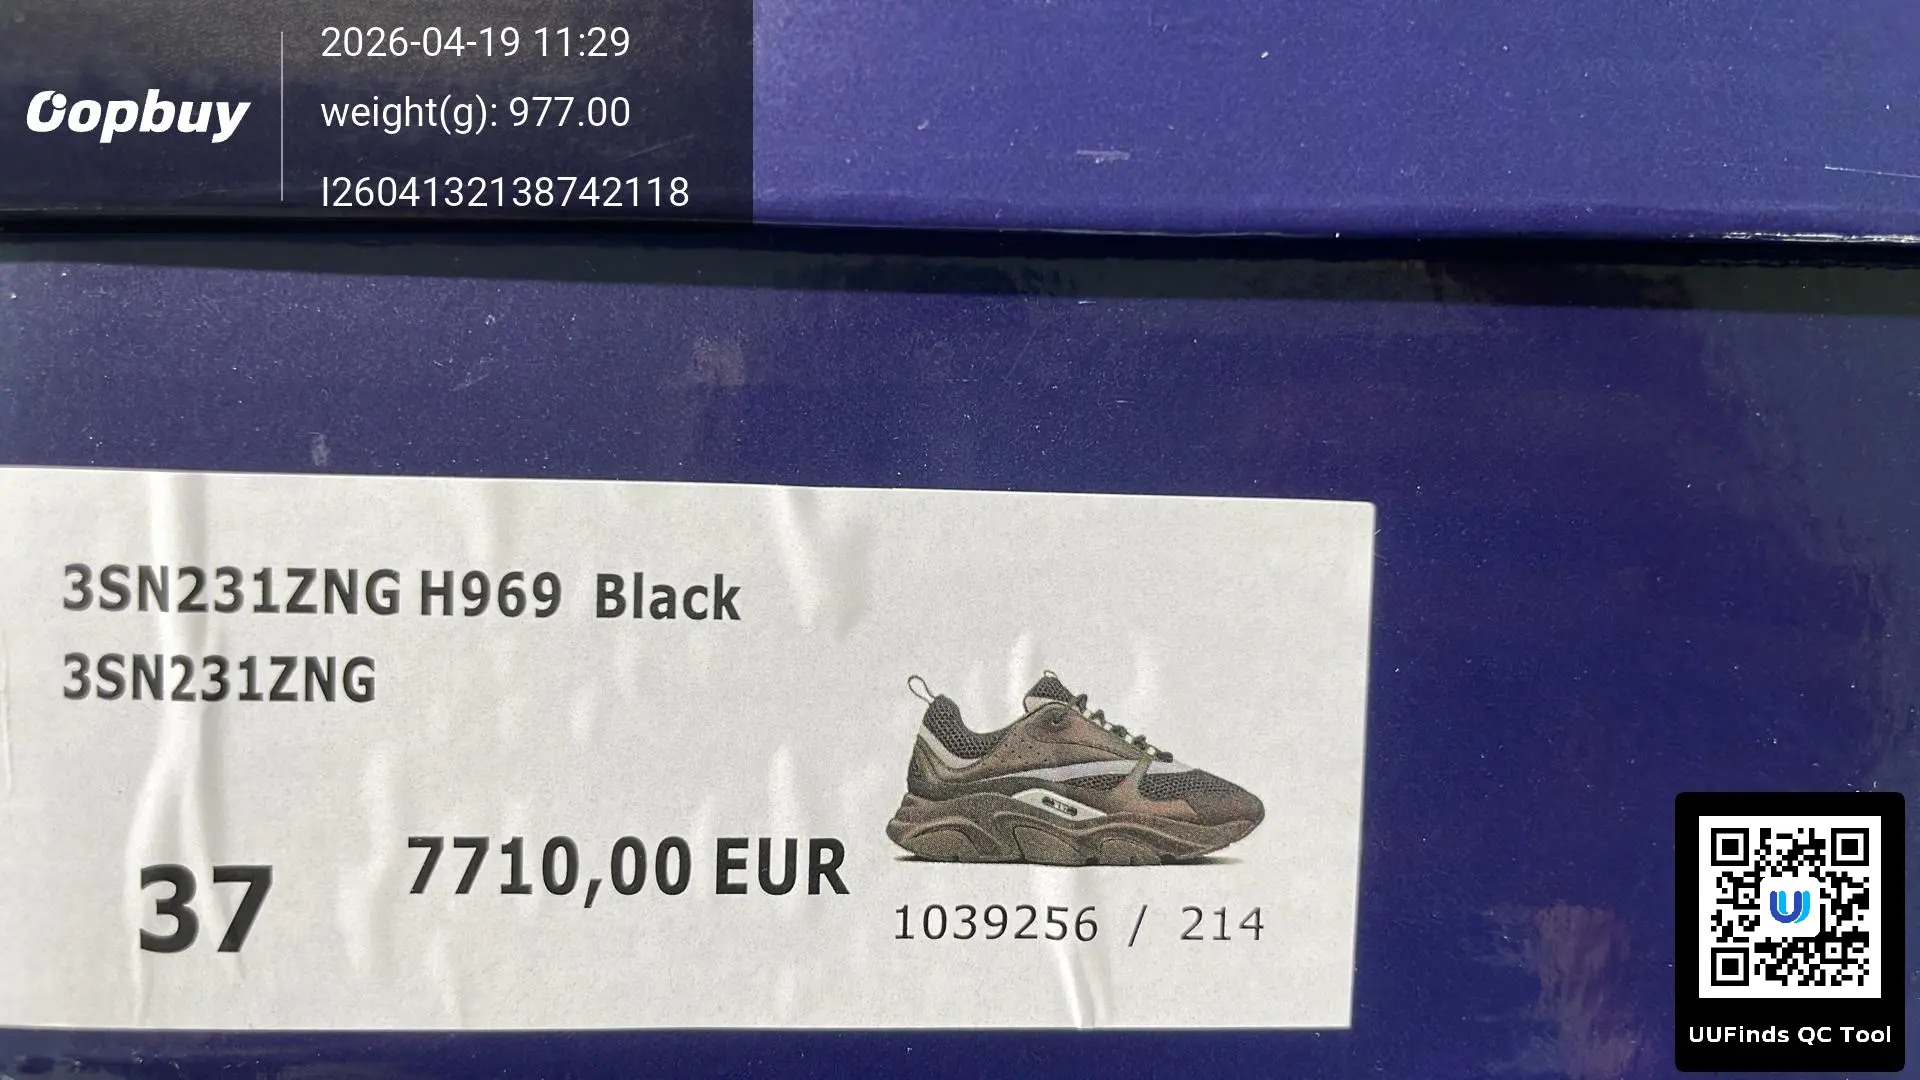 Oopbuy
2026-04-19 11:29
weight(g): 977.00
I2604132138742118
3SN231ZNG H969 Black
3SN231ZNG
37
7710,00 EUR
1039256 / 214
UUFinds QC Tool